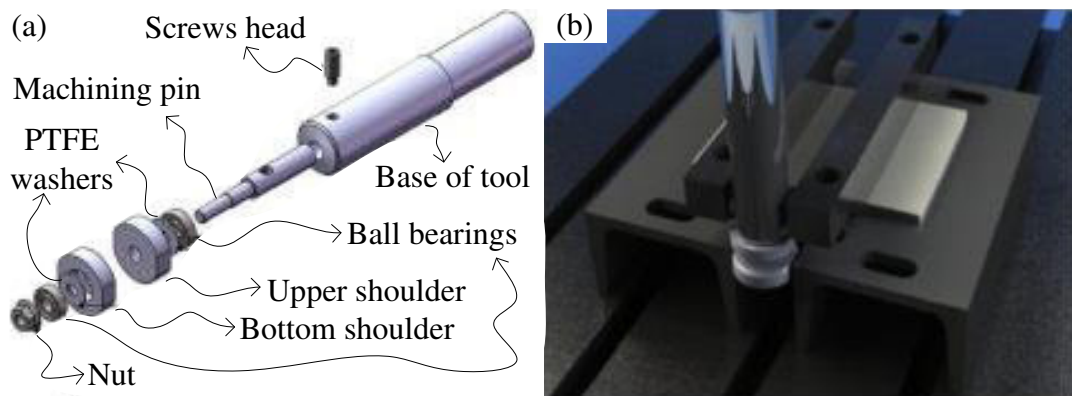 (a)
Screws head
Machining pin
PTFE
washers
Base of tool
Ball bearings
Upper shoulder
Bottom shoulder
Nut
(b)